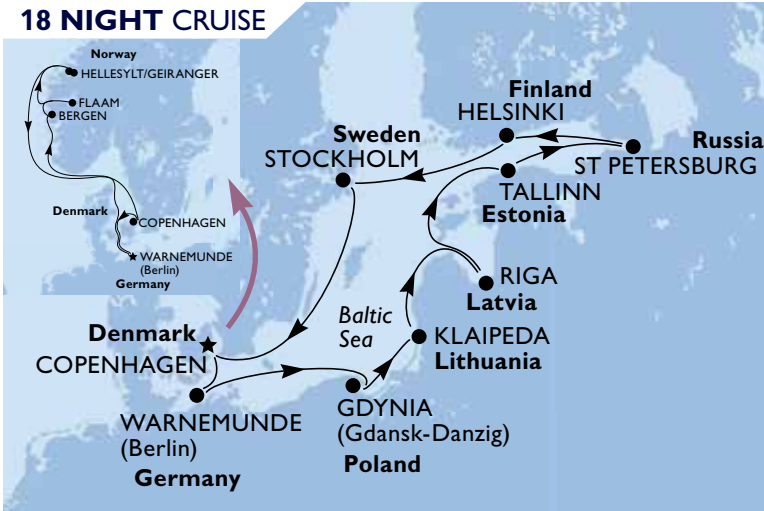 18 NIGHT CRUISE
Norway
HELLESYLT/GEIRANGER
FLAAM
BERGEN
Denmark
COPENHAGEN
WARNEMUNDE
(Berlin)
Germany
Finland
HELSINKI
Sweden
STOCKHOLM
Russia
ST PETERSBURG
TALLINN
Estonia
RIGA
Latvia
Baltic
Sea
Denmark
COPENHAGEN
KLAIPEDA
Lithuania
WARNEMUNDE
(Berlin)
Germany
GDYNIA
(Gdansk-Danzig)
Poland